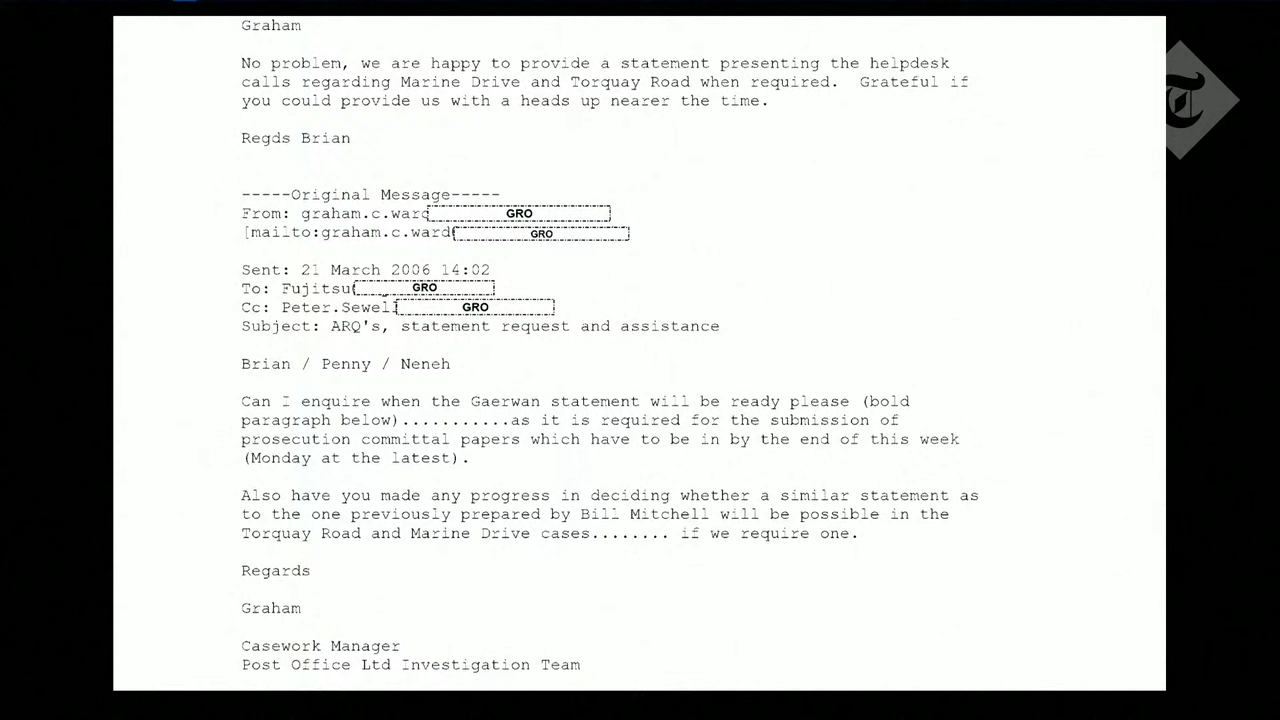 Graham
No problem, we are happy to provide a statement presenting the helpdesk
calls regarding Marine Drive and Torquay Road when required.  Grateful if
you could provide us with a heads up nearer the time.
Regds Brian
-----Original Message-----
From: graham.c.ward GRO
[mailto:graham.c.ward GRO
Sent: 21 March 2006 14:02
To: Fujitsu GRO
Cc: Peter.Sewell GRO
Subject: ARQ's, statement request and assistance
Brian / Penny / Neneh
Can I enquire when the Gaerwan statement will be ready please (bold
paragraph below)...........as it is required for the submission of
prosecution committal papers which have to be in by the end of this week
(Monday at the latest).
Also have you made any progress in deciding whether a similar statement as
to the one previously prepared by Bill Mitchell will be possible in the
Torquay Road and Marine Drive cases........ if we require one.
Regards
Graham
Casework Manager
Post Office Ltd Investigation Team
T